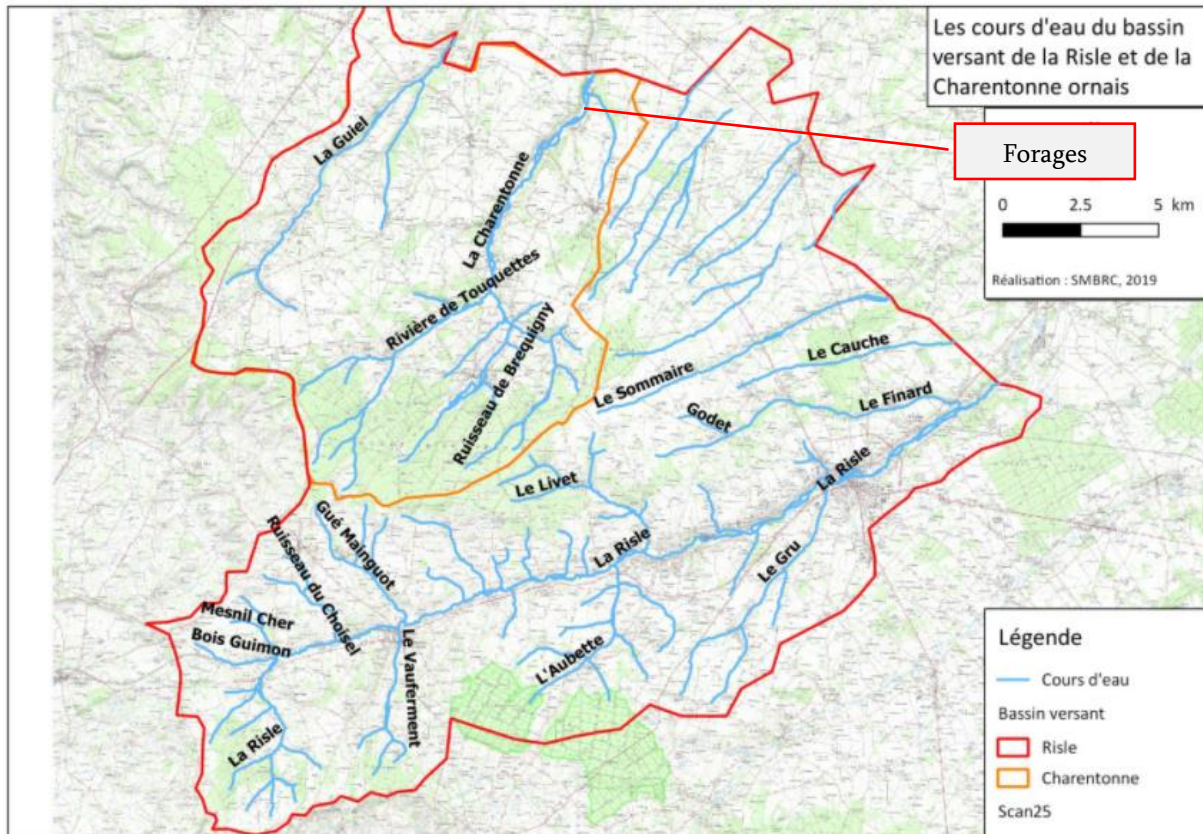 Les cours d'eau du bassin
versant de la Risle et de la
Charentonne ornais
Forages
0 2.5 5 km
Réalisation : SMBRC, 2019
La Guiel
La Charentonne
Rivière de Touquettes
Ruisseau de Brequigny
Le Sommaire
Le Cauche
Le Finard
Godet
La Risle
Le Livet
Gué Mainguot
Ruisseau du Choisel
La Risle
Le Gru
Mesnil Cher
Bois Guimon
Le Vauferment
L'Aubette
La Risle
Légende
Cours d'eau
Bassin versant
Risle
Charentonne
Scan25